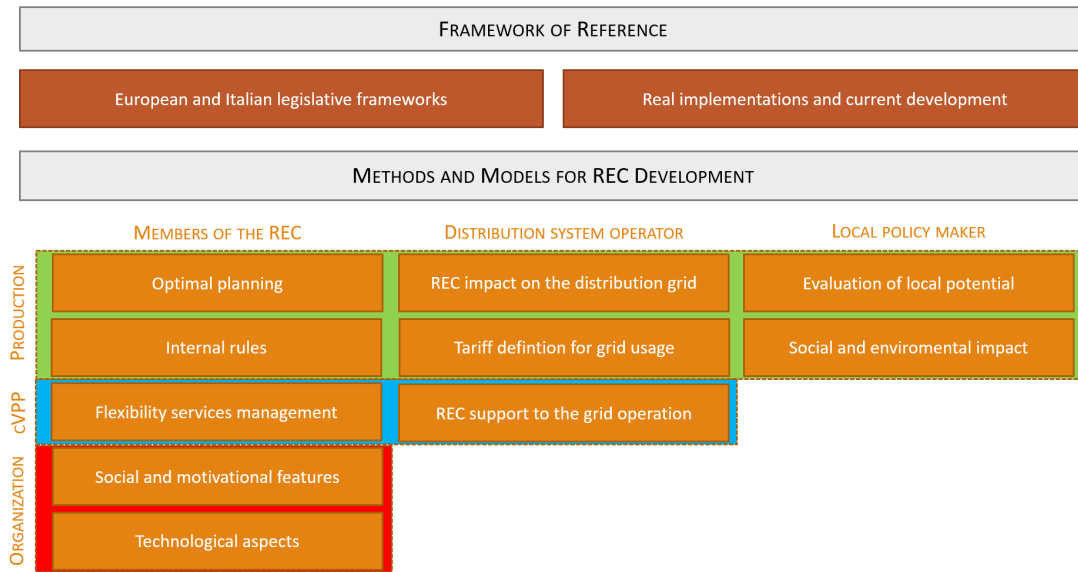 Framework of Reference
European and Italian legislative frameworks
Real implementations and current development
Methods and Models for REC Development
Members of the REC
Distribution system operator
Local policy maker
Production
Optimal planning
REC impact on the distribution grid
Evaluation of local potential
Internal rules
Tariff defintion for grid usage
Social and enviromental impact
cVPP
Flexibility services management
REC support to the grid operation
Organization
Social and motivational features
Technological aspects